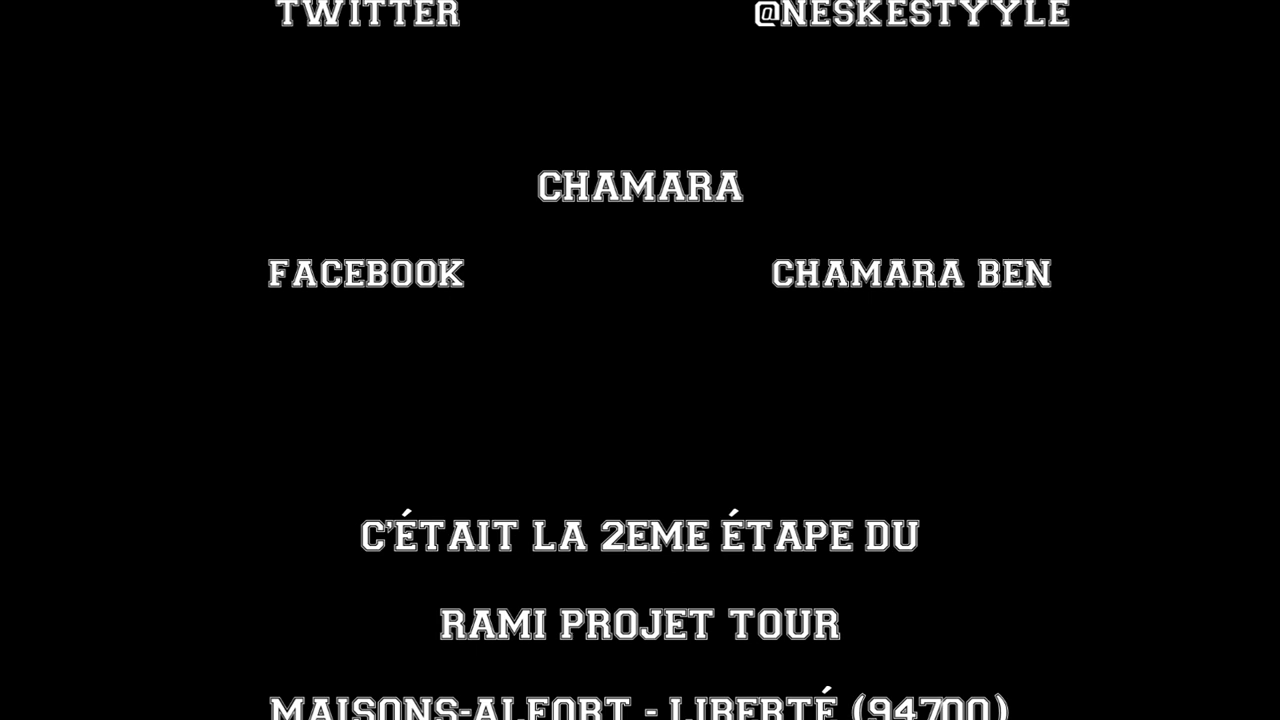 TWITTER @NESKESTYYLE
CHAMARA
FACEBOOK CHAMARA BEN
C'ÉTAIT LA 2EME ÉTAPE DU
RAMI PROJET TOUR
MAISONS-ALFORT - LIBERTÉ (94700)